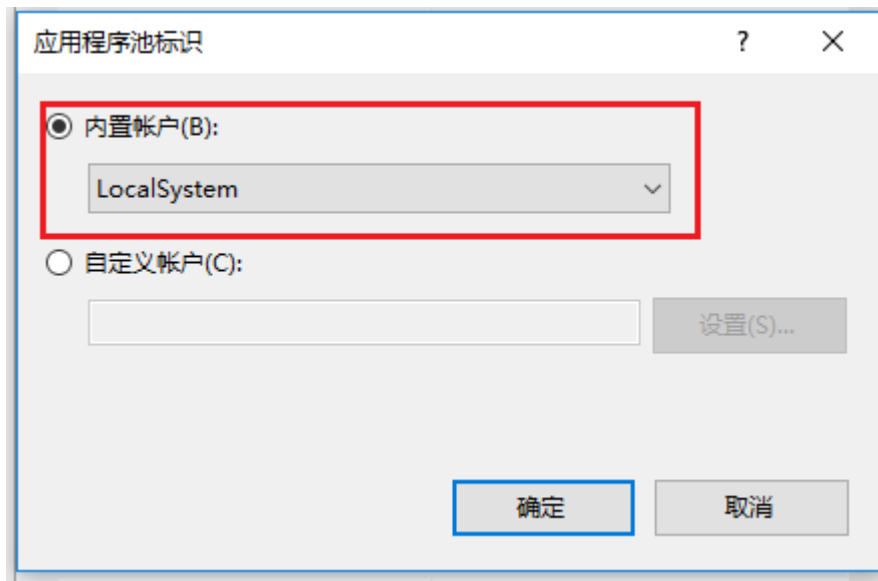 应用程序池标识
?
内置帐户(B):
LocalSystem
自定义帐户(C):
设置(S)...
确定
取消